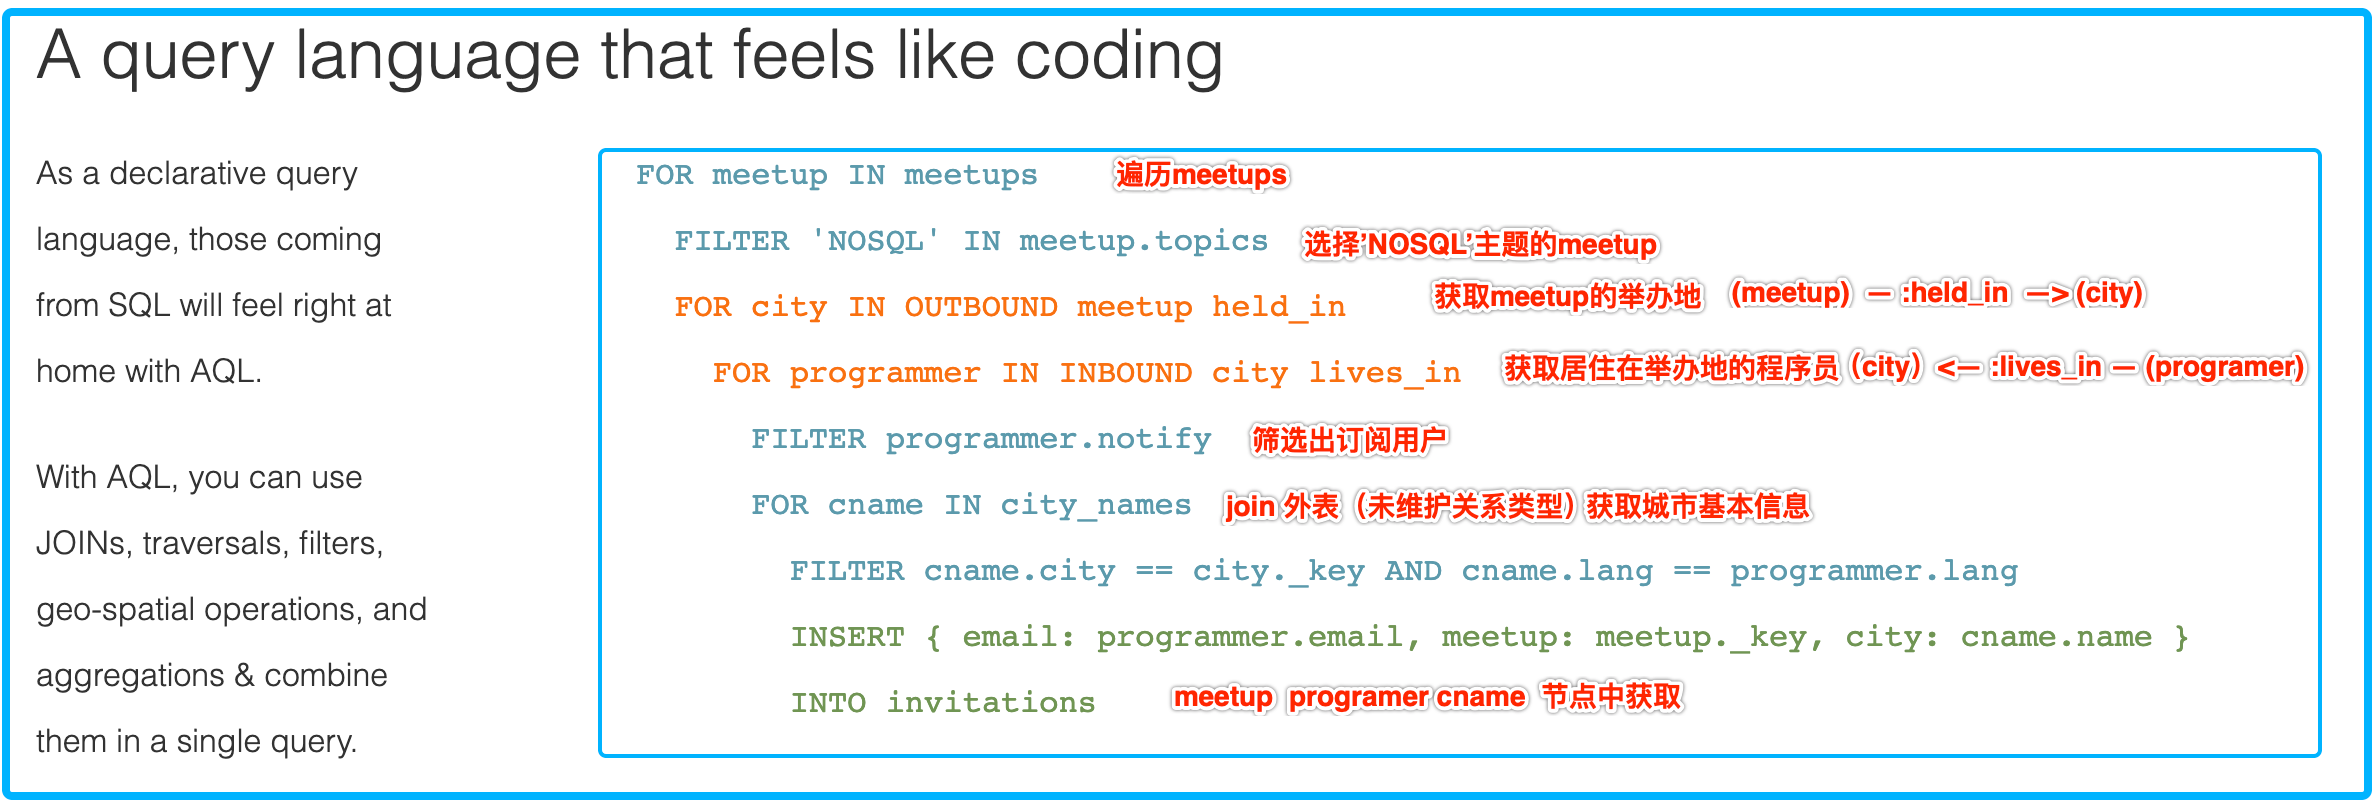 A query language that feels like coding
As a declarative query
language, those coming
from SQL will feel right at
home with AQL.
With AQL, you can use
JOINs, traversals, filters,
geo-spatial operations, and
aggregations & combine
them in a single query.
FOR meetup IN meetups 遍历meetups
FILTER 'NOSQL' IN meetup.topics 选择’NOSQL’主题的meetup
FOR city IN OUTBOUND meetup held_in 获取meetup的举办地 (meetup) — :held_in —> (city)
FOR programmer IN INBOUND city lives_in 获取居住在举办地的程序员（city）<— :lives_in — (programer)
FILTER programmer.notify 筛选出订阅用户
FOR cname IN city_names join 外表（未维护关系类型）获取城市基本信息
FILTER cname.city == city._key AND cname.lang == programmer.lang
INSERT { email: programmer.email, meetup: meetup._key, city: cname.name }
INTO invitations meetup programer cname 节点中获取